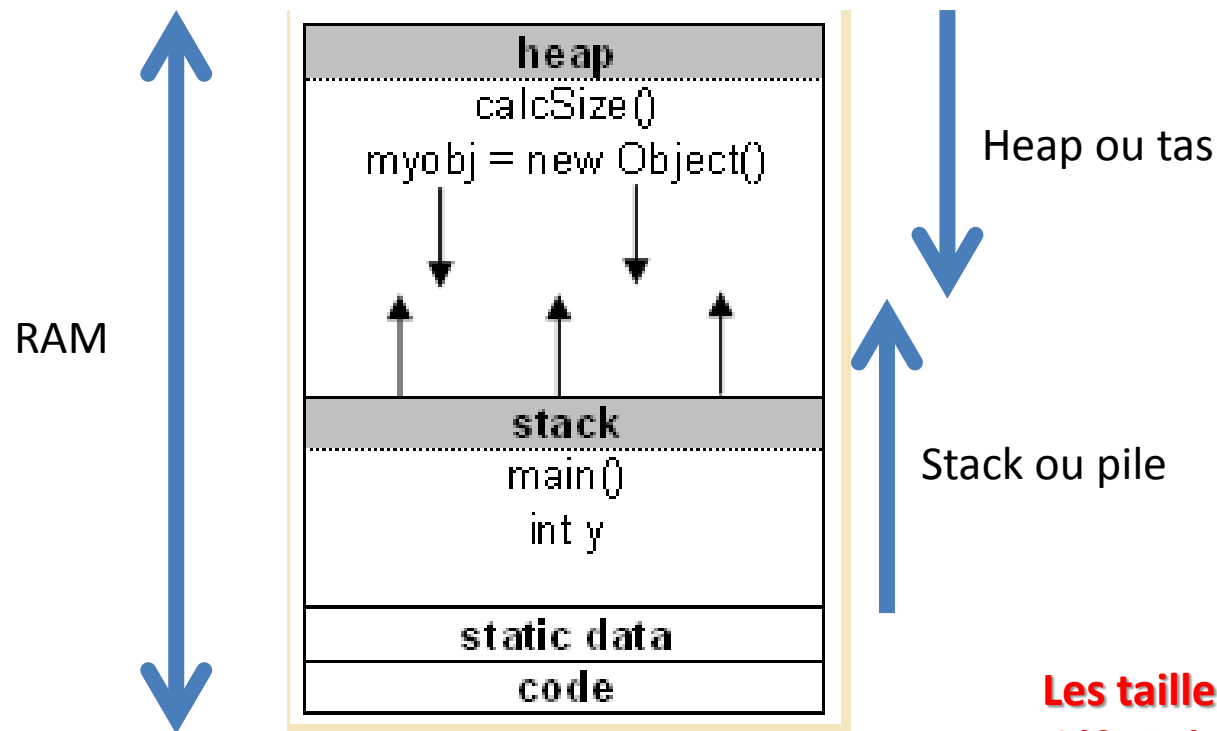 heap
calcSize()
myobj = new Object()
Heap ou tas
RAM
stack
main()
int y
Stack ou pile
static data
code
Les taille